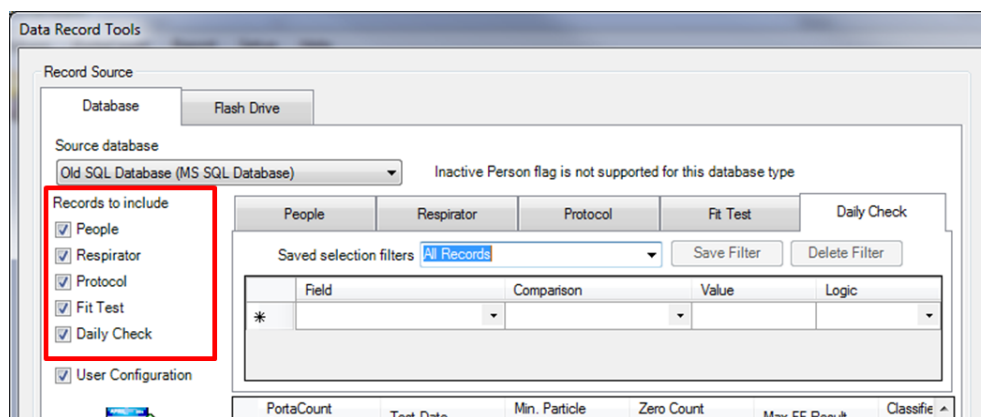 Data Record Tools
Record Source
Database Flash Drive
Source database
Old SQL Database (MS SQL Database) Inactive Person flag is not supported for this database type
Records to include
People Respirator Protocol Fit Test Daily Check
People
Respirator
Protocol
Fit Test
Daily Check
User Configuration
Saved selection filters All Records Save Filter Delete Filter
Field Comparison Value Logic
PortaCount Test Date Min. Particle Zero Count Max FF Result